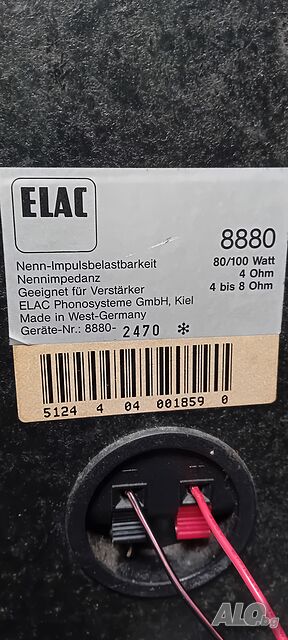 ELAC
8880
Nenn-Impulsbelastbarkeit 80/100 Watt
Nennimpedanz 4 Ohm
Geeignet für Verstärker 4 bis 8 Ohm
ELAC Phonosysteme GmbH, Kiel
Made in West-Germany
Geräte-Nr.: 8880-2470 *
5124 4 04 001859 0
ALO.bg